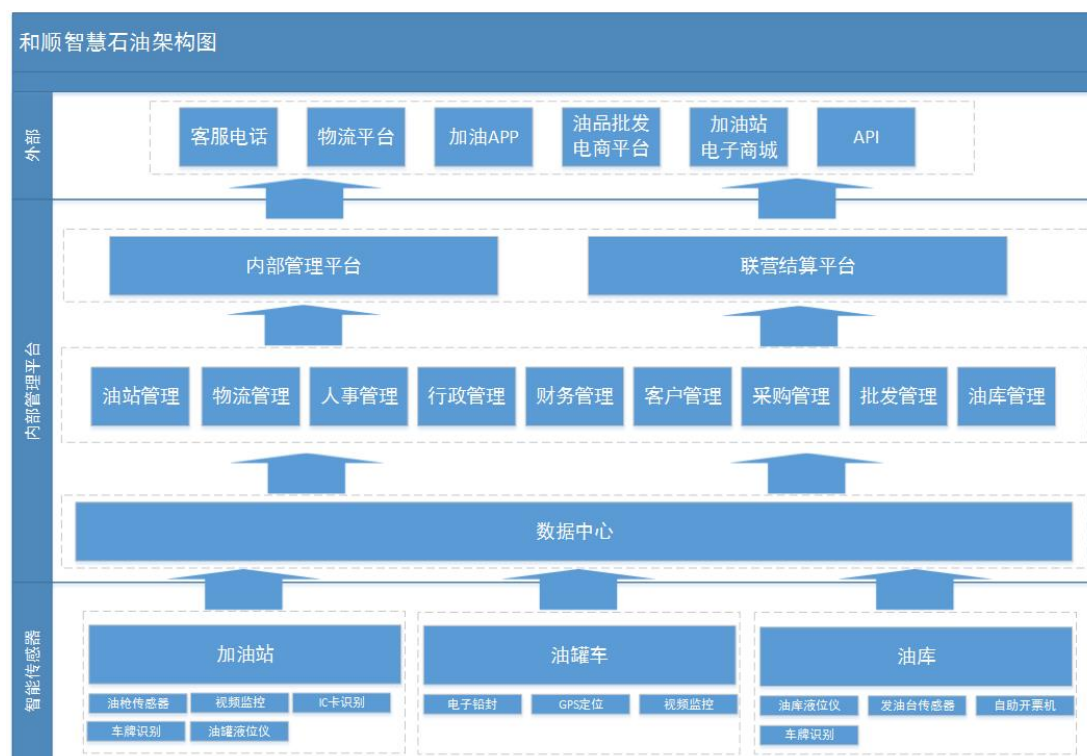 和顺智慧石油架构图
外部
客服电话
物流平台
加油APP
油品批发
电商平台
加油站
电子商城
API
内部管理平台
内部管理平台
联营结算平台
油站管理
物流管理
人事管理
行政管理
财务管理
客户管理
采购管理
批发管理
油库管理
数据中心
智能传感器
加油站
油枪传感器
视频监控
IC卡识别
车牌识别
油罐液位仪
油罐车
电子铅封
GPS定位
视频监控
油库
油库液位仪
发油台传感器
自助开票机
车牌识别